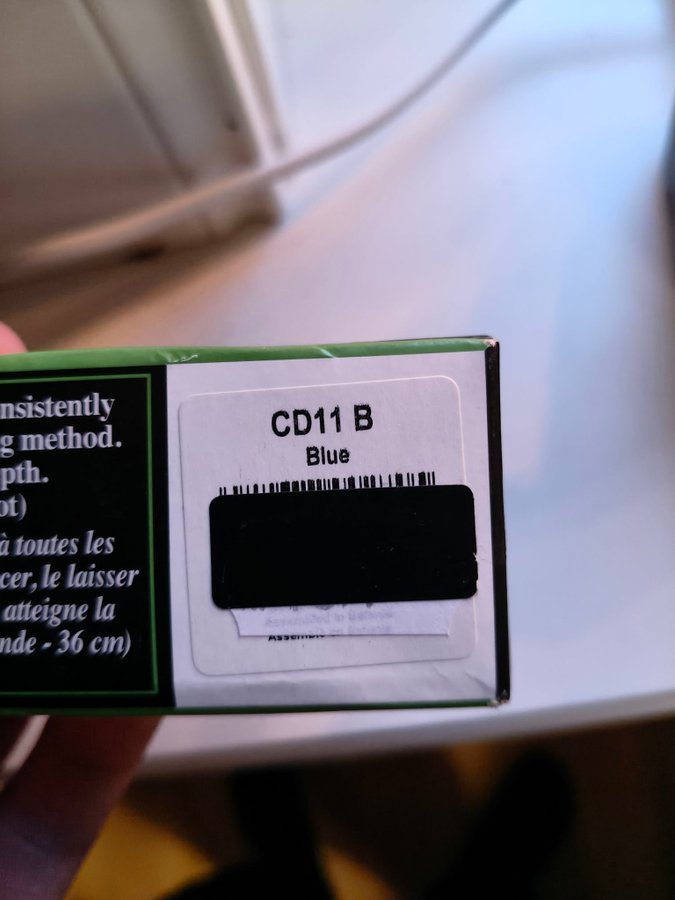 nsistently
g method.
pth.
ot)
à toutes les
cer, le laisser
atteigne la
nde - 36 cm)
CD11 B
Blue